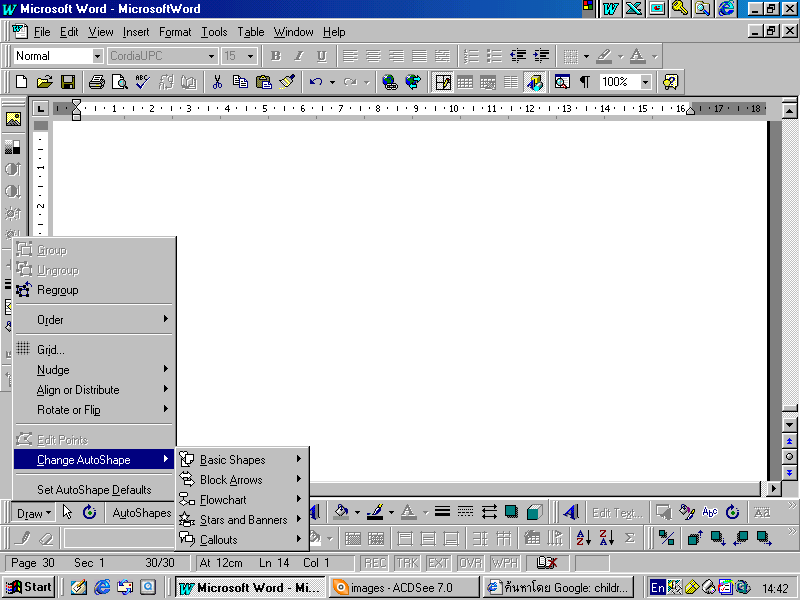 Microsoft Word - MicrosoftWord
File Edit View Insert Format Tools Table Window Help
Normal CordiaUPC 15 B I U
100%
1 2 3 4 5 6 7 8 9 10 11 12 13 14 15 16 17 18
1
2
Group
Ungroup
Regroup
Order
Grid...
Nudge
Align or Distribute
Rotate or Flip
Edit Points
Change AutoShape
Set AutoShape Defaults
Basic Shapes
Block Arrows
Flowchart
Stars and Banners
Callouts
Draw AutoShapes Edit Text... Abc
Page 30 Sec 1 30/30 At 12cm Ln 14 Col 1 REC TRK EXT OVR WPH
Start Microsoft Word - Mi... images - ACDSee 7.0 ค้นหาโดย Google: childr... En 14:42